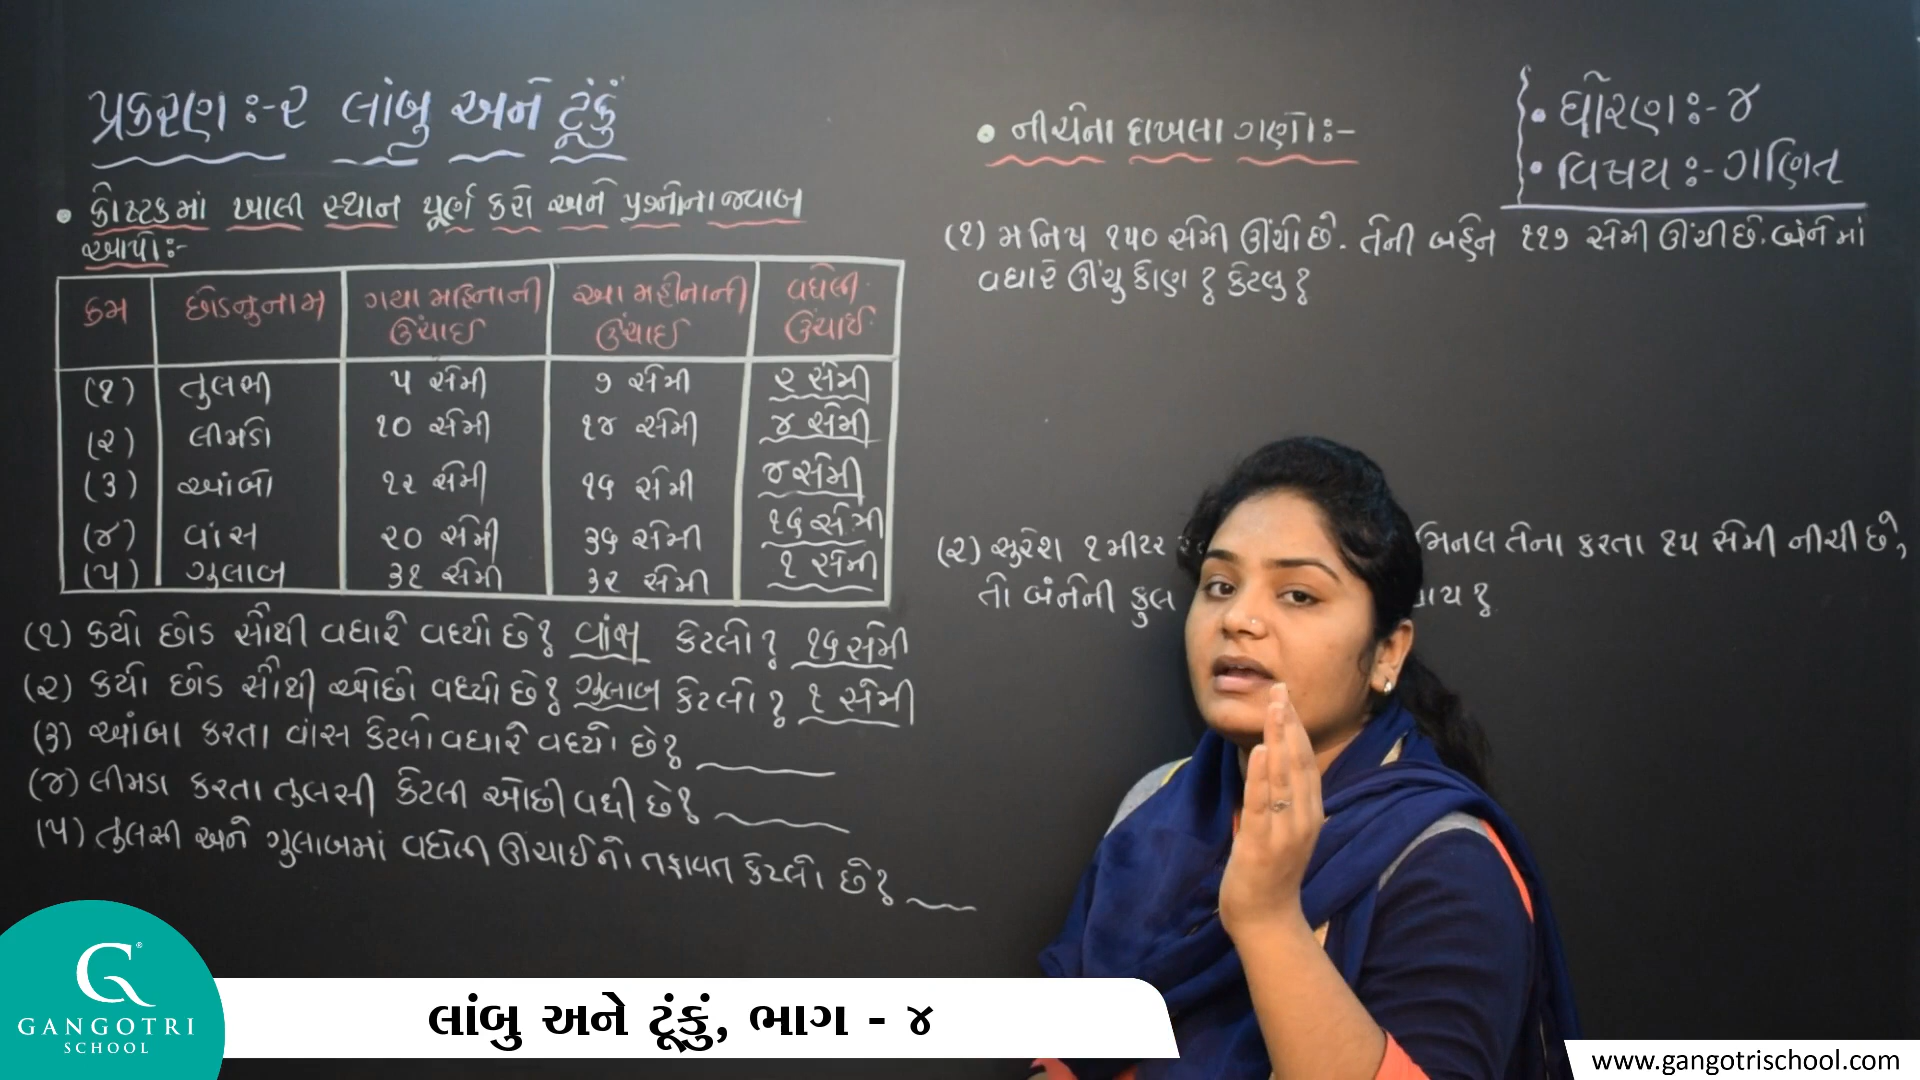 પ્રકરણ :- ૨ લાંબુ અને ટૂંકું
• કોષ્ટકમાં ખાલી સ્થાન પૂર્ણ કરો અને પ્રશ્નોના જવાબ
આપો :-
ક્રમ છોડનુ નામ ગયા મહિનાની ઉંચાઈ આ મહીનાની ઉંચાઈ વધેલી ઉંચાઈ
(૧) તુલસી ૫ સેમી ૭ સેમી ૨ સેમી
(૨) લીમડો ૧૦ સેમી ૧૪ સેમી ૪ સેમી
(૩) આંબો ૧૨ સેમી ૧૬ સેમી ૪ સેમી
(૪) વાંસ ૨૦ સેમી ૩૬ સેમી ૧૬ સેમી
(૫) ગુલાબ ૩૧ સેમી ૩૨ સેમી ૧ સેમી
(૧) કયો છોડ સૌથી વધારે વધ્યો છે ? વાંસ કેટલો ? ૧૬ સેમી
(૨) કયો છોડ સૌથી ઓછો વધ્યો છે ? ગુલાબ કેટલો ? ૧ સેમી
(૩) આંબા કરતા વાંસ કેટલો વધારે વધ્યો છે ?
(૪) લીમડા કરતા તુલસી કેટલી ઓછી વધી છે ?
(૫) તુલસી અને ગુલાબમાં વધેલી ઊંચાઈનો તફાવત કેટલો છે ?
• નીચેના દાખલા ગણો :-
• ધોરણ :- ૪
• વિષય :- ગણિત
(૧) મનિષ ૧૫૦ સેમી ઊંચો છે. તેની બહેન ૧૧૭ સેમી ઊંચી છે. બંને માં
વધારે ઊંચુ કોણ ? કેટલુ ?
(૨) સુરેશ ૧ મીટર મિનલ તેના કરતા ૧૫ સેમી નીચી છે,
તો બંનેની કુલ ?
GANGOTRI
SCHOOL
લાંબુ અને ટૂંકું, ભાગ - ૪
www.gangotrischool.com